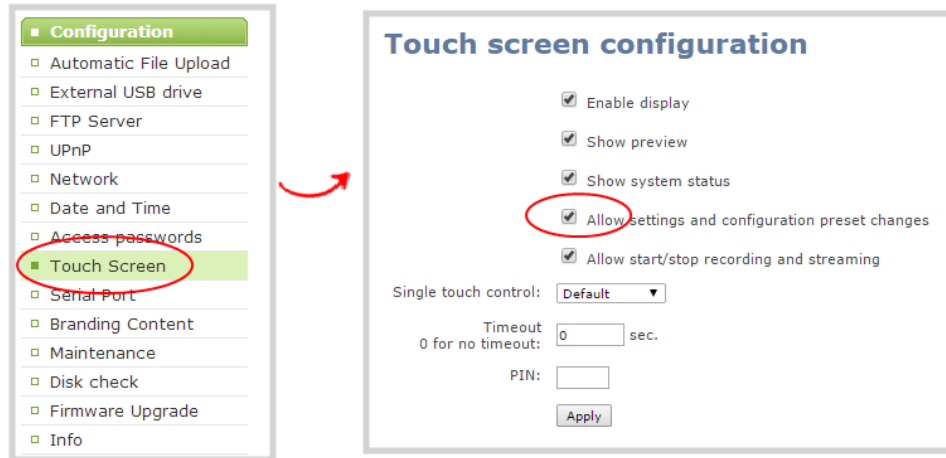 Configuration
Automatic File Upload
External USB drive
FTP Server
UPnP
Network
Date and Time
Access passwords
Touch Screen
Serial Port
Branding Content
Maintenance
Disk check
Firmware Upgrade
Info
Touch screen configuration
Enable display
Show preview
Show system status
Allow settings and configuration preset changes
Allow start/stop recording and streaming
Single touch control: Default
Timeout
0 for no timeout: 0 sec.
PIN:
Apply